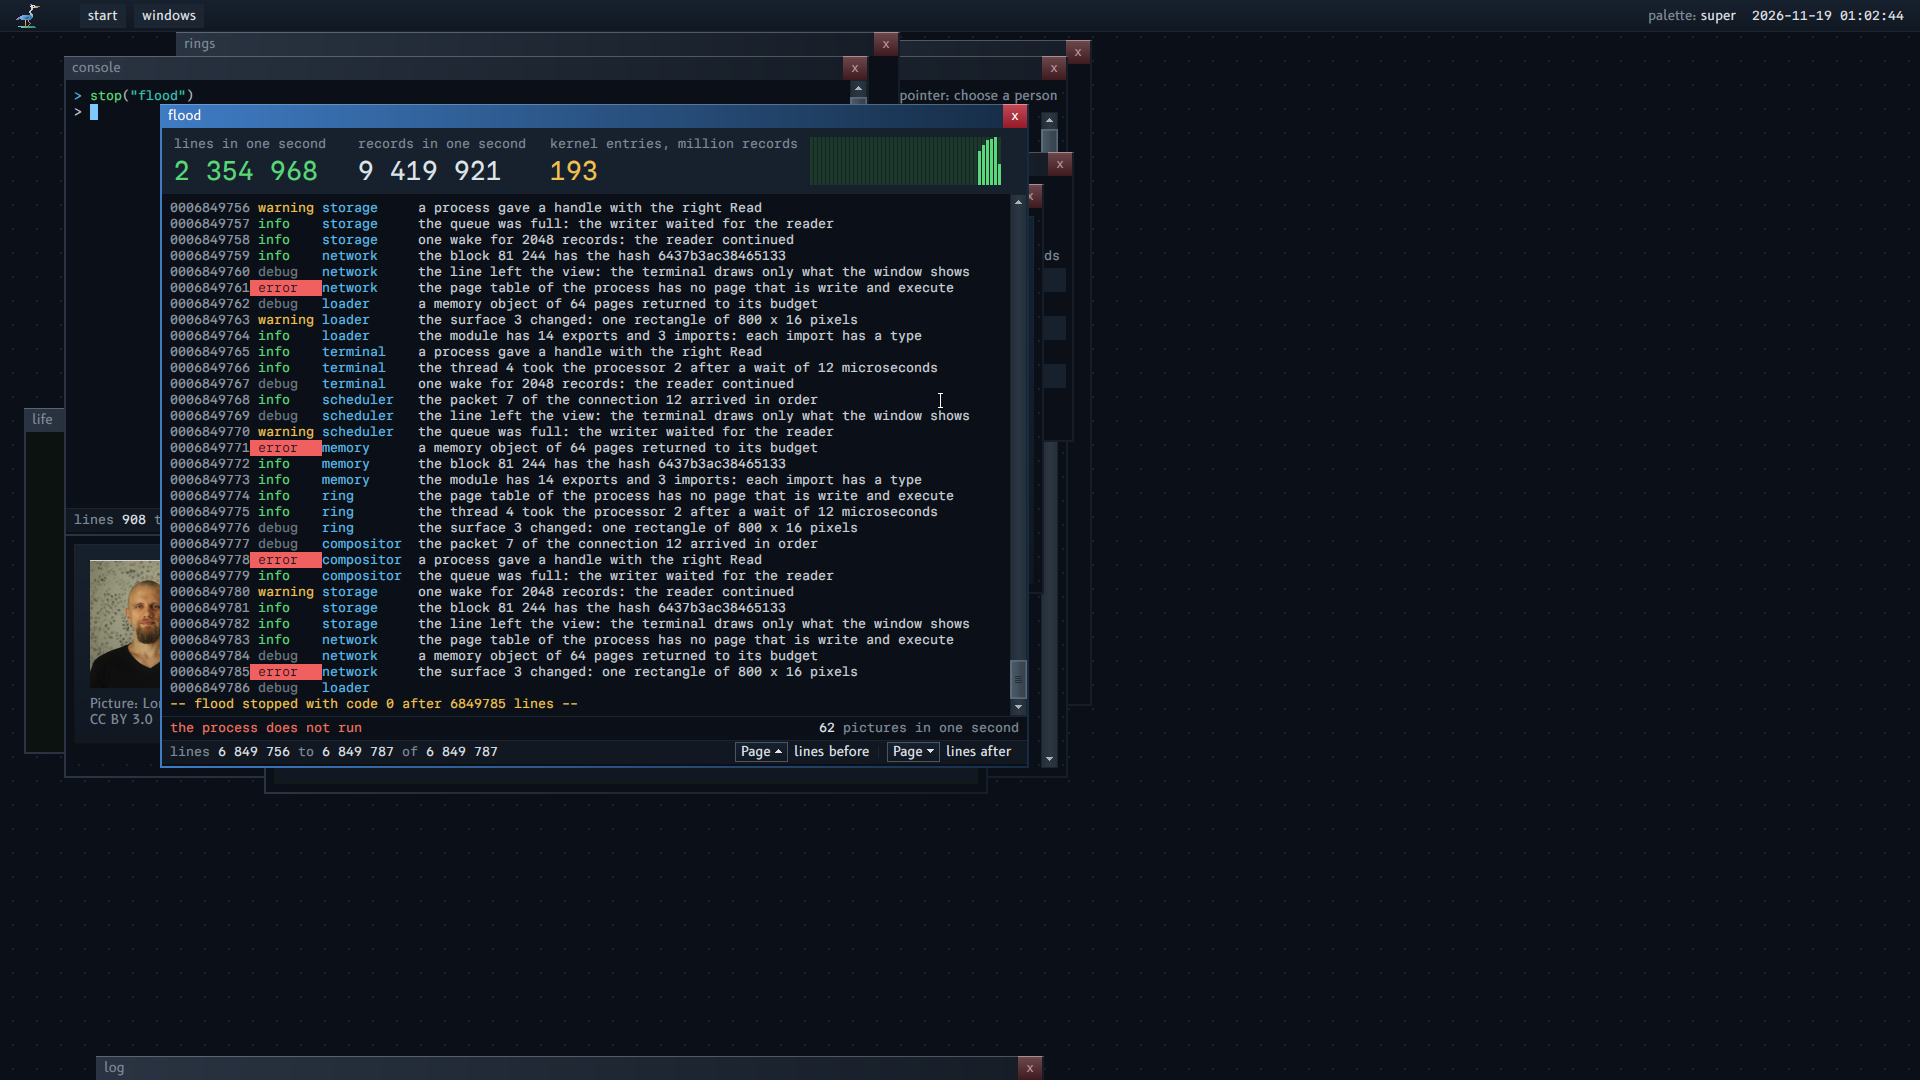 start windows palette: super 2026-11-19 01:02:44
rings x
x
console x
x
> stop("flood")
pointer: choose a person
>
flood x
lines in one second records in one second kernel entries, million records
2 354 968 9 419 921 193
x
x
0006849756 warning storage a process gave a handle with the right Read
0006849757 info storage the queue was full: the writer waited for the reader
0006849758 info storage one wake for 2048 records: the reader continued
0006849759 info network the block 81 244 has the hash 6437b3ac38465133
ds
0006849760 debug network the line left the view: the terminal draws only what the window shows
0006849761 error network the page table of the process has no page that is write and execute
0006849762 debug loader a memory object of 64 pages returned to its budget
0006849763 warning loader the surface 3 changed: one rectangle of 800 x 16 pixels
0006849764 info loader the module has 14 exports and 3 imports: each import has a type
0006849765 info terminal a process gave a handle with the right Read
0006849766 info terminal the thread 4 took the processor 2 after a wait of 12 microseconds
0006849767 debug terminal one wake for 2048 records: the reader continued
0006849768 info scheduler the packet 7 of the connection 12 arrived in order
0006849769 debug scheduler the line left the view: the terminal draws only what the window shows
life
0006849770 warning scheduler the queue was full: the writer waited for the reader
0006849771 error memory a memory object of 64 pages returned to its budget
0006849772 info memory the block 81 244 has the hash 6437b3ac38465133
0006849773 info memory the module has 14 exports and 3 imports: each import has a type
0006849774 info ring the page table of the process has no page that is write and execute
0006849775 info ring the thread 4 took the processor 2 after a wait of 12 microseconds
lines 908 t
0006849776 debug ring the surface 3 changed: one rectangle of 800 x 16 pixels
0006849777 debug compositor the packet 7 of the connection 12 arrived in order
0006849778 error compositor a process gave a handle with the right Read
0006849779 info compositor the queue was full: the writer waited for the reader
0006849780 warning storage one wake for 2048 records: the reader continued
0006849781 info storage the block 81 244 has the hash 6437b3ac38465133
0006849782 info storage the line left the view: the terminal draws only what the window shows
0006849783 info network the page table of the process has no page that is write and execute
0006849784 debug network a memory object of 64 pages returned to its budget
0006849785 error network the surface 3 changed: one rectangle of 800 x 16 pixels
0006849786 debug loader
-- flood stopped with code 0 after 6849785 lines --
Picture: Lo
CC BY 3.0
the process does not run 62 pictures in one second
lines 6 849 756 to 6 849 787 of 6 849 787 Page lines before Page lines after
log x